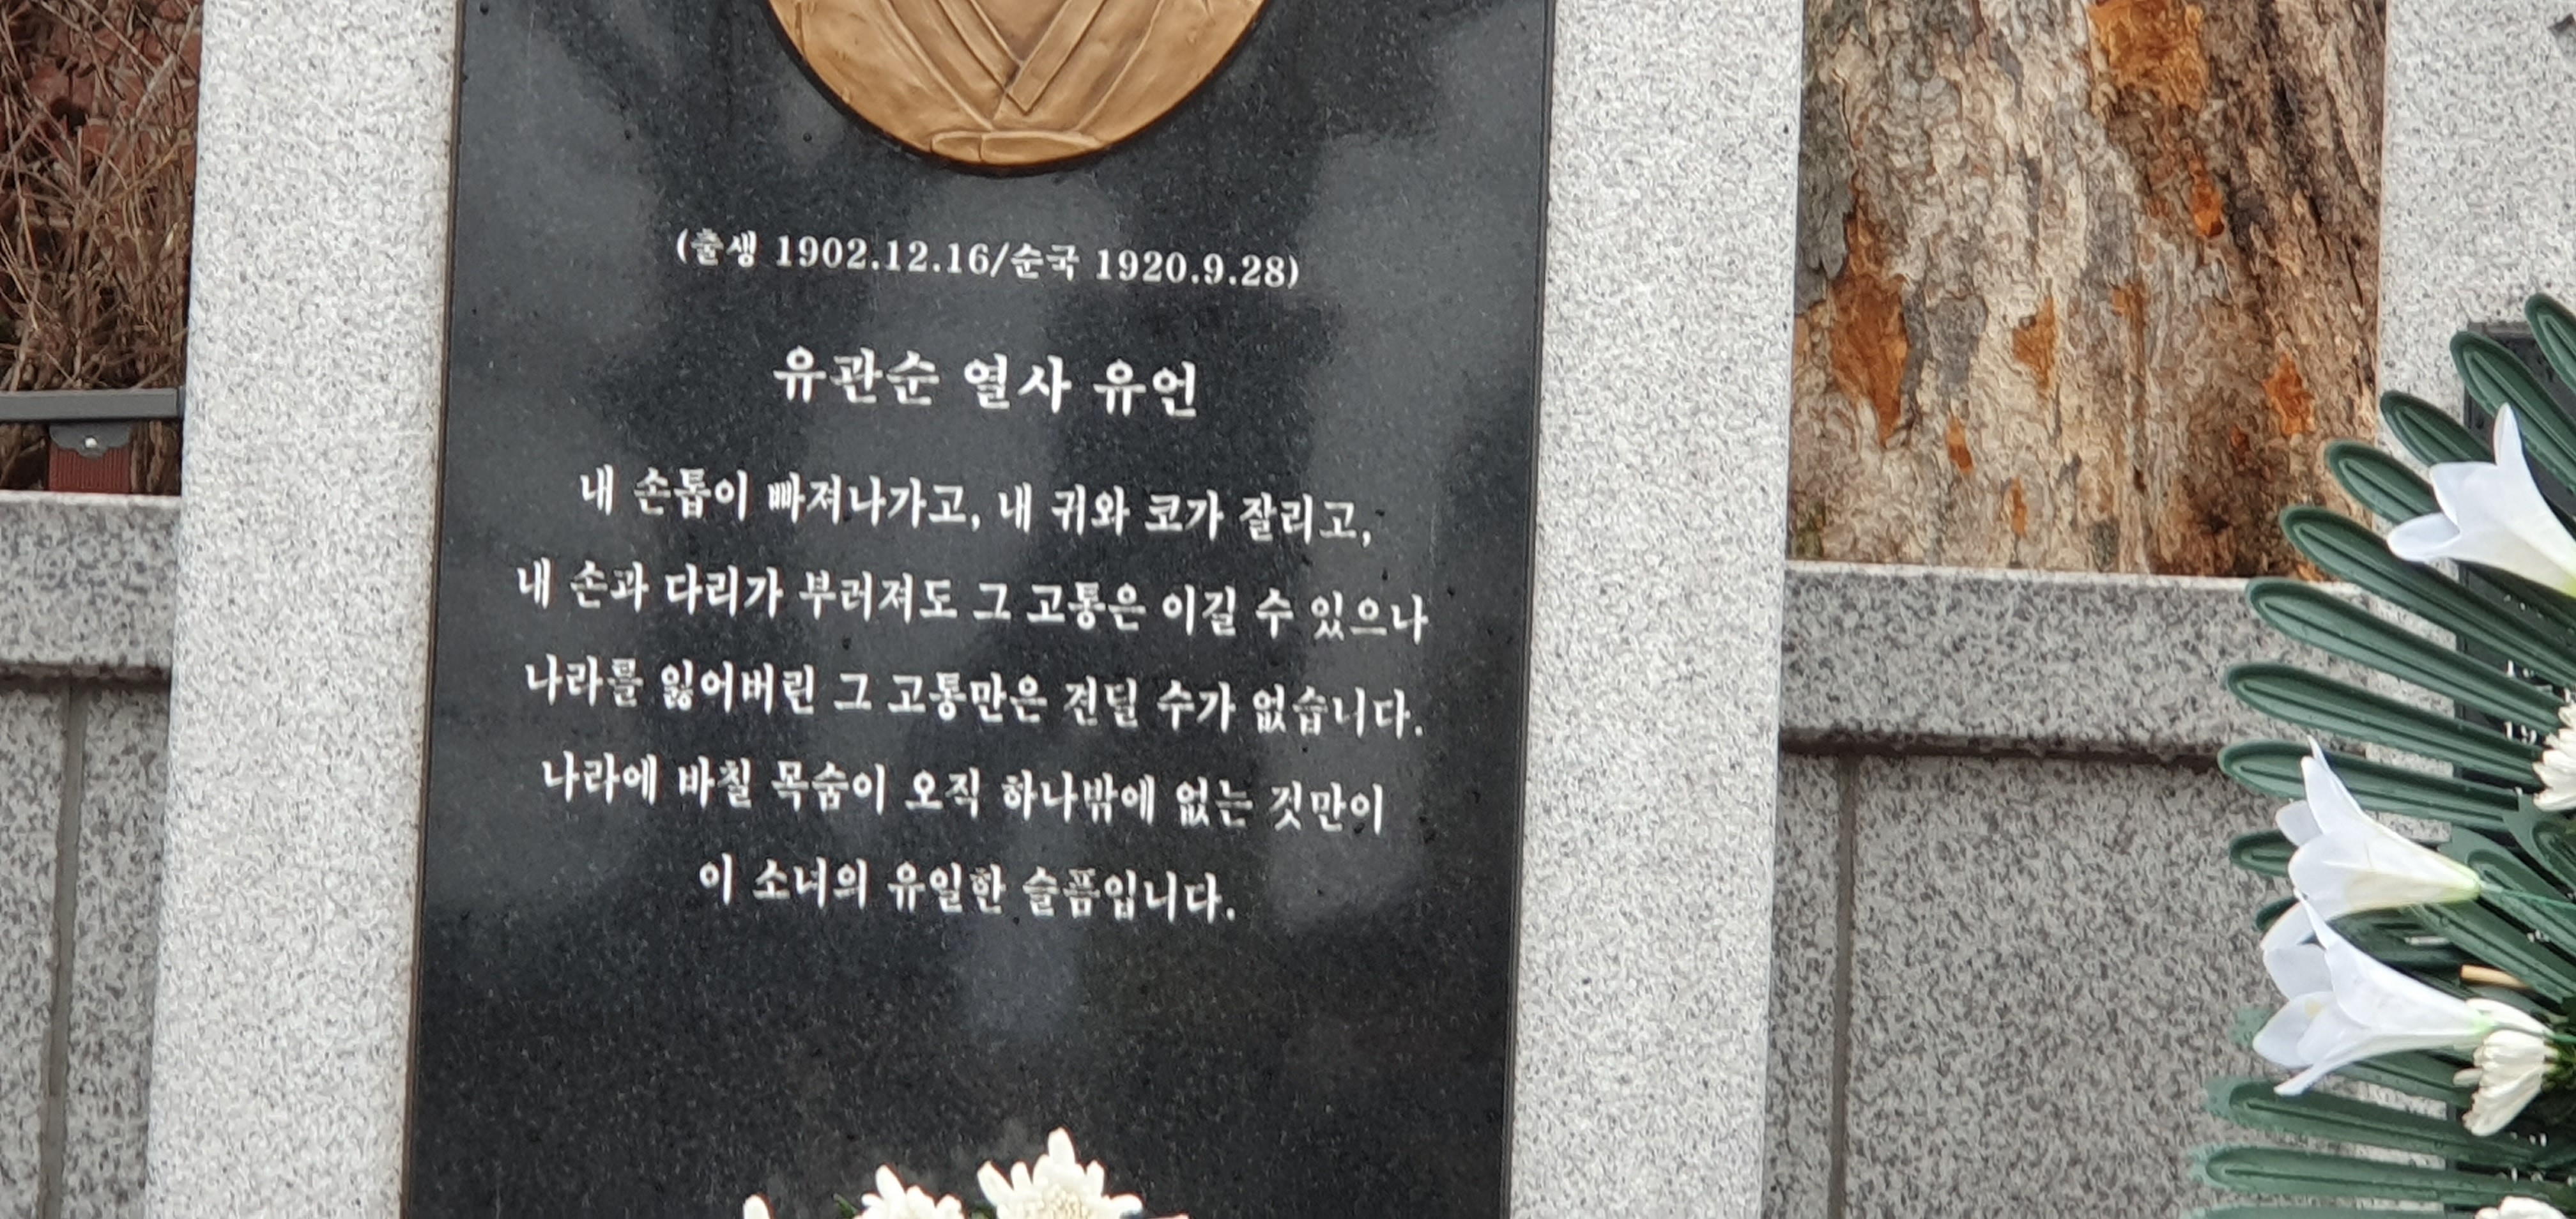 (출생 1902.12.16/순국 1920.9.28)
유관순 열사 유언
내 손톱이 빠져나가고, 내 귀와 코가 잘리고,
내 손과 다리가 부러져도 그 고통은 이길 수 있으나
나라를 잃어버린 그 고통만은 견딜 수가 없습니다.
나라에 바칠 목숨이 오직 하나밖에 없는 것만이
이 소녀의 유일한 슬픔입니다.